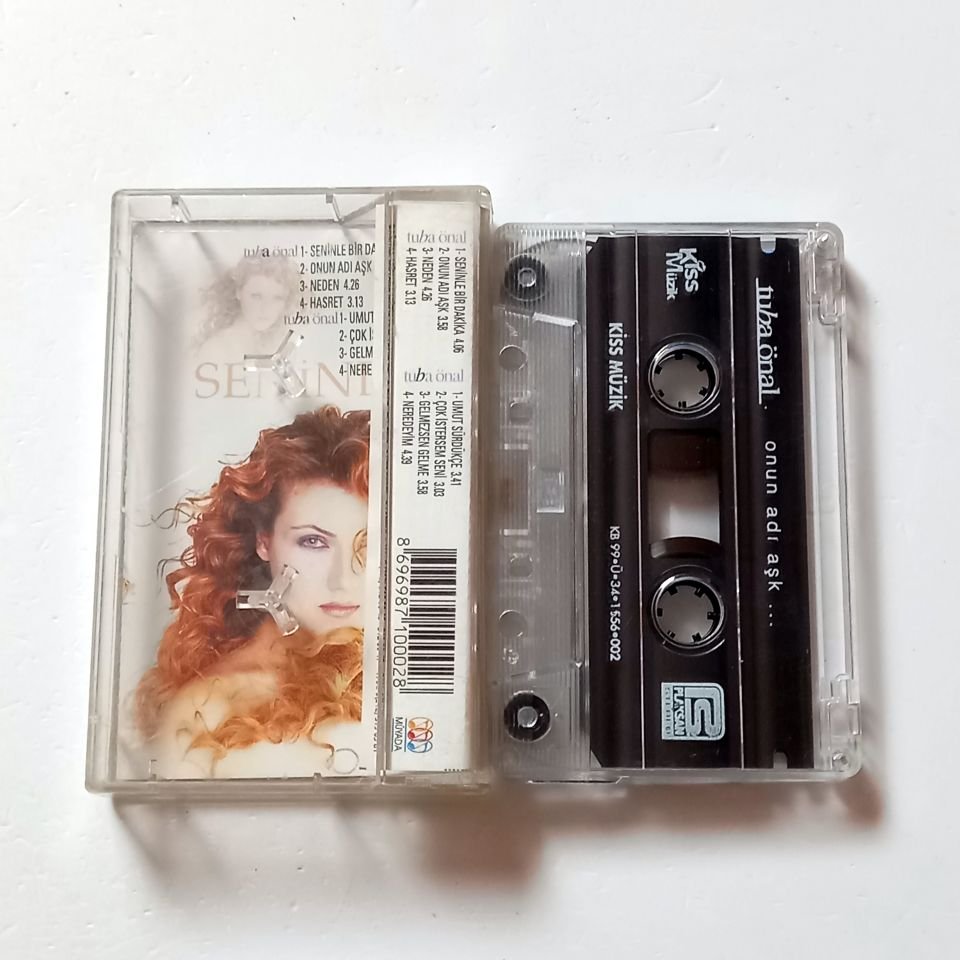 tuba önal 1- SENİNLE BİR DA
2- ONUN ADI AŞK
3- NEDEN 4.26
4- HASRET 3.13
tuba önal 1- UMUT
2- ÇOK İS
3- GELM
4- NERE
SENİNL
tuba önal
1- SENİNLE BİR DAKİKA 4.06
2- ONUN ADI AŞK 3.58
3- NEDEN 4.26
4- HASRET 3.13
tuba önal
1- UMUT SÜRDÜKÇE 3.41
2- ÇOK İSTERSEM SENİ 3.03
3- GELMEZSEN GELME 3.58
4- NEREDEYİM 4.39
8 696987 100028
MÜYADA
Kiss
Müzik
tuba önal
onun adı aşk ...
KİSS MÜZİK
KB 99•Ü•34•1556•002
PLAKSAN